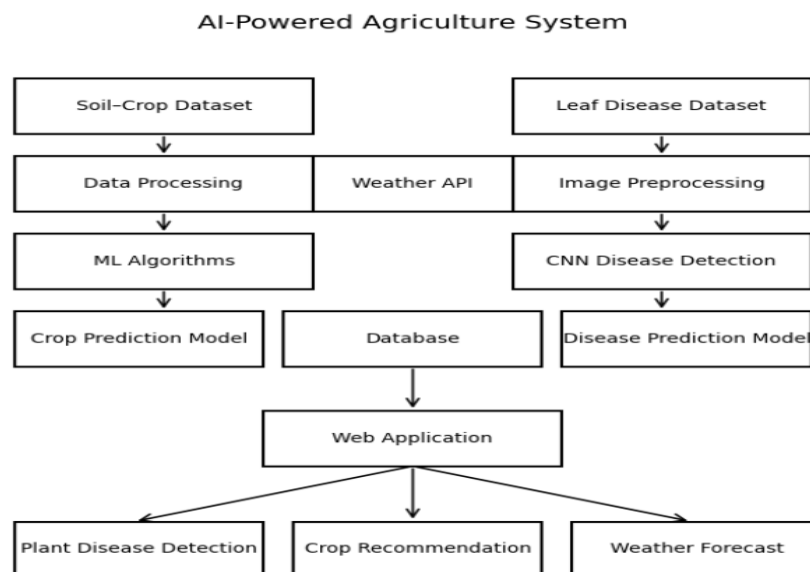 AI-Powered Agriculture System
Soil–Crop Dataset
Leaf Disease Dataset
Data Processing
Weather API
Image Preprocessing
ML Algorithms
CNN Disease Detection
Crop Prediction Model
Database
Disease Prediction Model
Web Application
Plant Disease Detection
Crop Recommendation
Weather Forecast